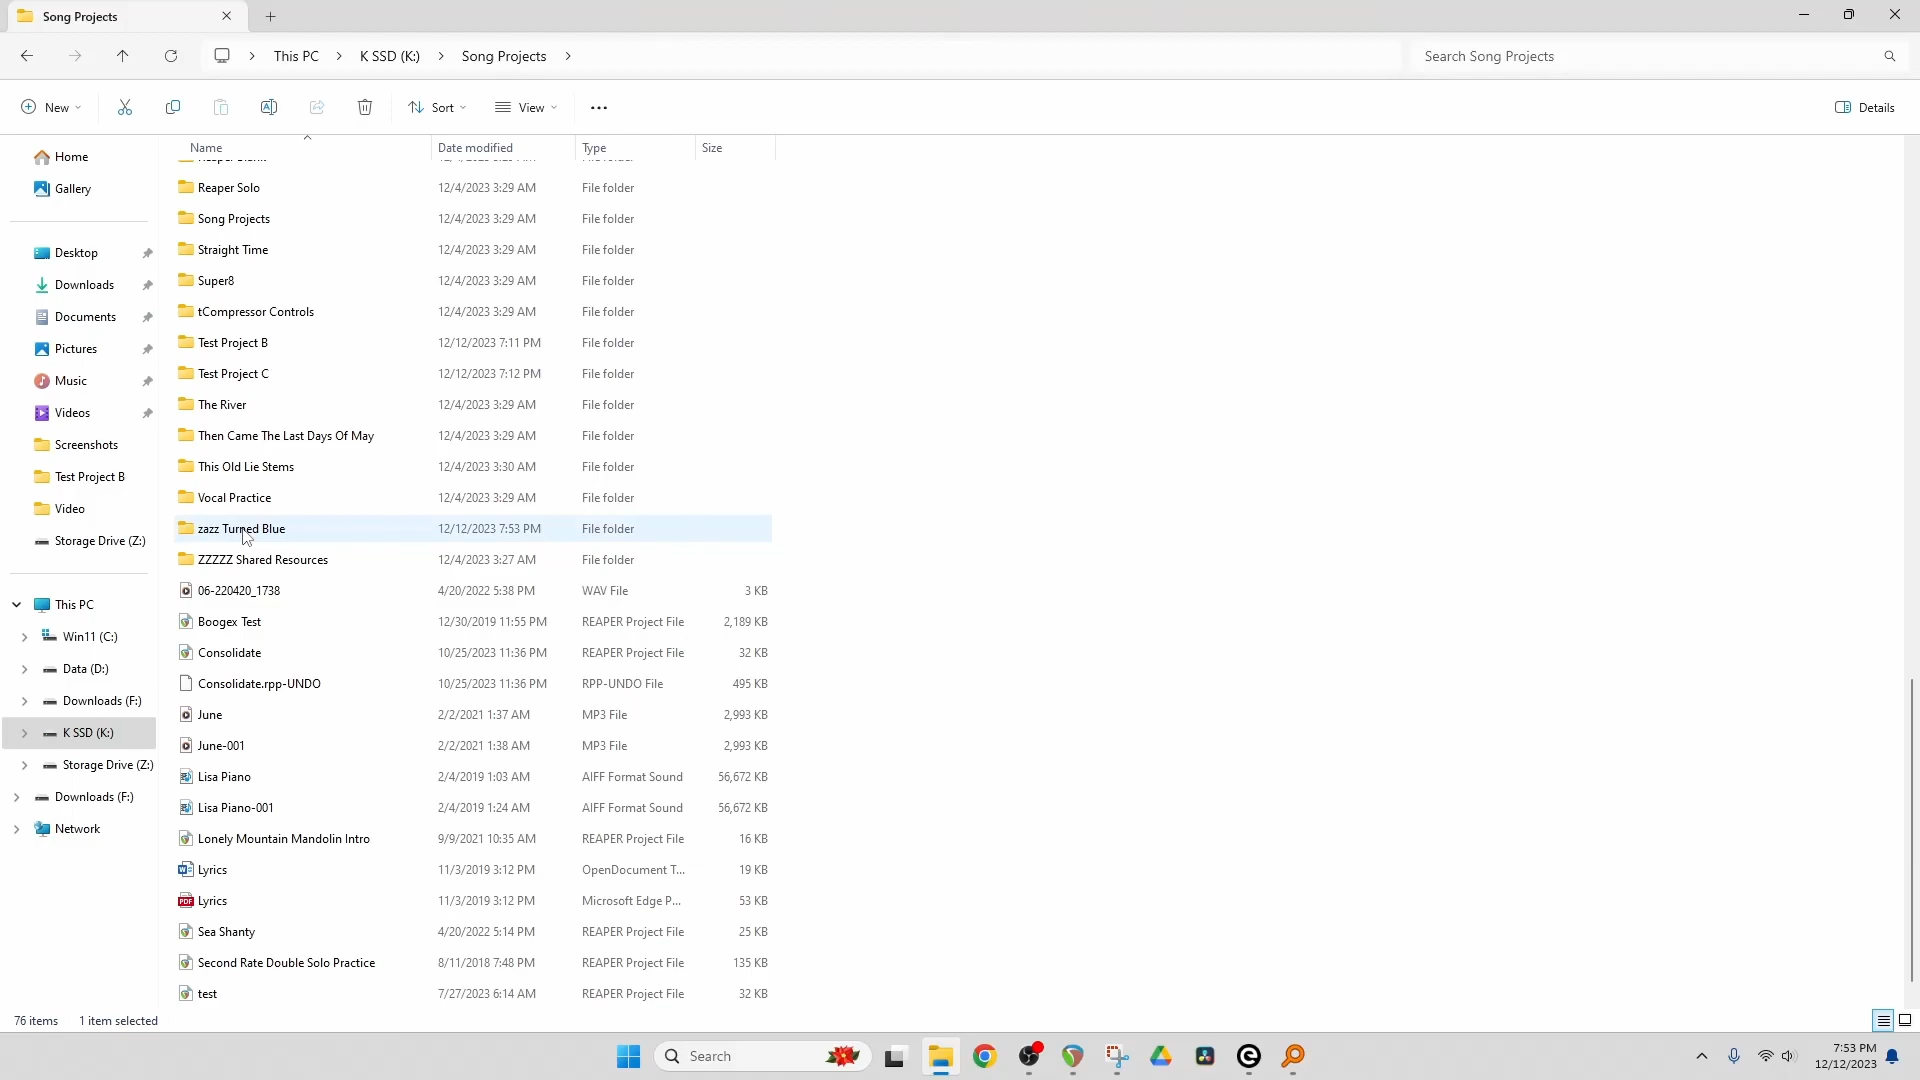 Song Projects
This PC
K SSD (K:)
Song Projects
Search Song Projects
New
Sort
View
Details
Home
Gallery
Desktop
Downloads
Documents
Pictures
Music
Videos
Screenshots
Test Project B
Video
Storage Drive (Z:)
This PC
Win11 (C:)
Data (D:)
Downloads (F:)
K SSD (K:)
Storage Drive (Z:)
Downloads (F:)
Network
Name Date modified Type Size
Reaper Solo 12/4/2023 3:29 AM File folder
Song Projects 12/4/2023 3:29 AM File folder
Straight Time 12/4/2023 3:29 AM File folder
Super8 12/4/2023 3:29 AM File folder
tCompressor Controls 12/4/2023 3:29 AM File folder
Test Project B 12/12/2023 7:11 PM File folder
Test Project C 12/12/2023 7:12 PM File folder
The River 12/4/2023 3:29 AM File folder
Then Came The Last Days Of May 12/4/2023 3:29 AM File folder
This Old Lie Stems 12/4/2023 3:30 AM File folder
Vocal Practice 12/4/2023 3:29 AM File folder
zazz Turned Blue 12/12/2023 7:53 PM File folder
ZZZZZ Shared Resources 12/4/2023 3:27 AM File folder
06-220420_1738 4/20/2022 5:38 PM WAV File 3 KB
Boogex Test 12/30/2019 11:55 PM REAPER Project File 2,189 KB
Consolidate 10/25/2023 11:36 PM REAPER Project File 32 KB
Consolidate.rpp-UNDO 10/25/2023 11:36 PM RPP-UNDO File 495 KB
June 2/2/2021 1:37 AM MP3 File 2,993 KB
June-001 2/2/2021 1:38 AM MP3 File 2,993 KB
Lisa Piano 2/4/2019 1:03 AM AIFF Format Sound 56,672 KB
Lisa Piano-001 2/4/2019 1:24 AM AIFF Format Sound 56,672 KB
Lonely Mountain Mandolin Intro 9/9/2021 10:35 AM REAPER Project File 16 KB
Lyrics 11/3/2019 3:12 PM OpenDocument T... 19 KB
Lyrics 11/3/2019 3:12 PM Microsoft Edge P... 53 KB
Sea Shanty 4/20/2022 5:14 PM REAPER Project File 25 KB
Second Rate Double Solo Practice 8/11/2018 7:48 PM REAPER Project File 135 KB
test 7/27/2023 6:14 AM REAPER Project File 32 KB
76 items 1 item selected
Search
7:53 PM
12/12/2023